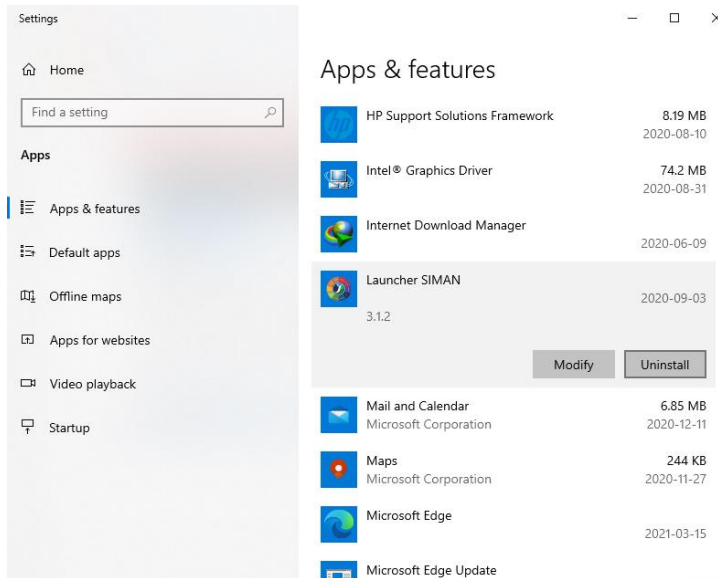 Settings
Home
Find a setting
Apps
Apps & features
Default apps
Offline maps
Apps for websites
Video playback
Startup
Apps & features
HP Support Solutions Framework 8.19 MB
2020-08-10
Intel® Graphics Driver 74.2 MB
2020-08-31
Internet Download Manager
2020-06-09
Launcher SIMAN
2020-09-03
3.1.2
Modify Uninstall
Mail and Calendar 6.85 MB
Microsoft Corporation 2020-12-11
Maps 244 KB
Microsoft Corporation 2020-11-27
Microsoft Edge
2021-03-15
Microsoft Edge Update